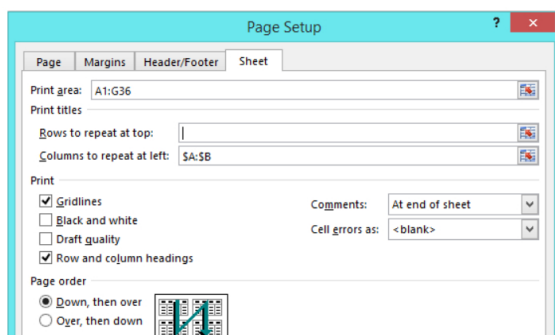 Page Setup
?
Page Margins Header/Footer Sheet
Print area: A1:G36
Print titles
Rows to repeat at top:
Columns to repeat at left: $A:$B
Print
Gridlines Comments: At end of sheet
Black and white Cell errors as: <blank>
Draft quality
Row and column headings
Page order
Down, then over
Over, then down